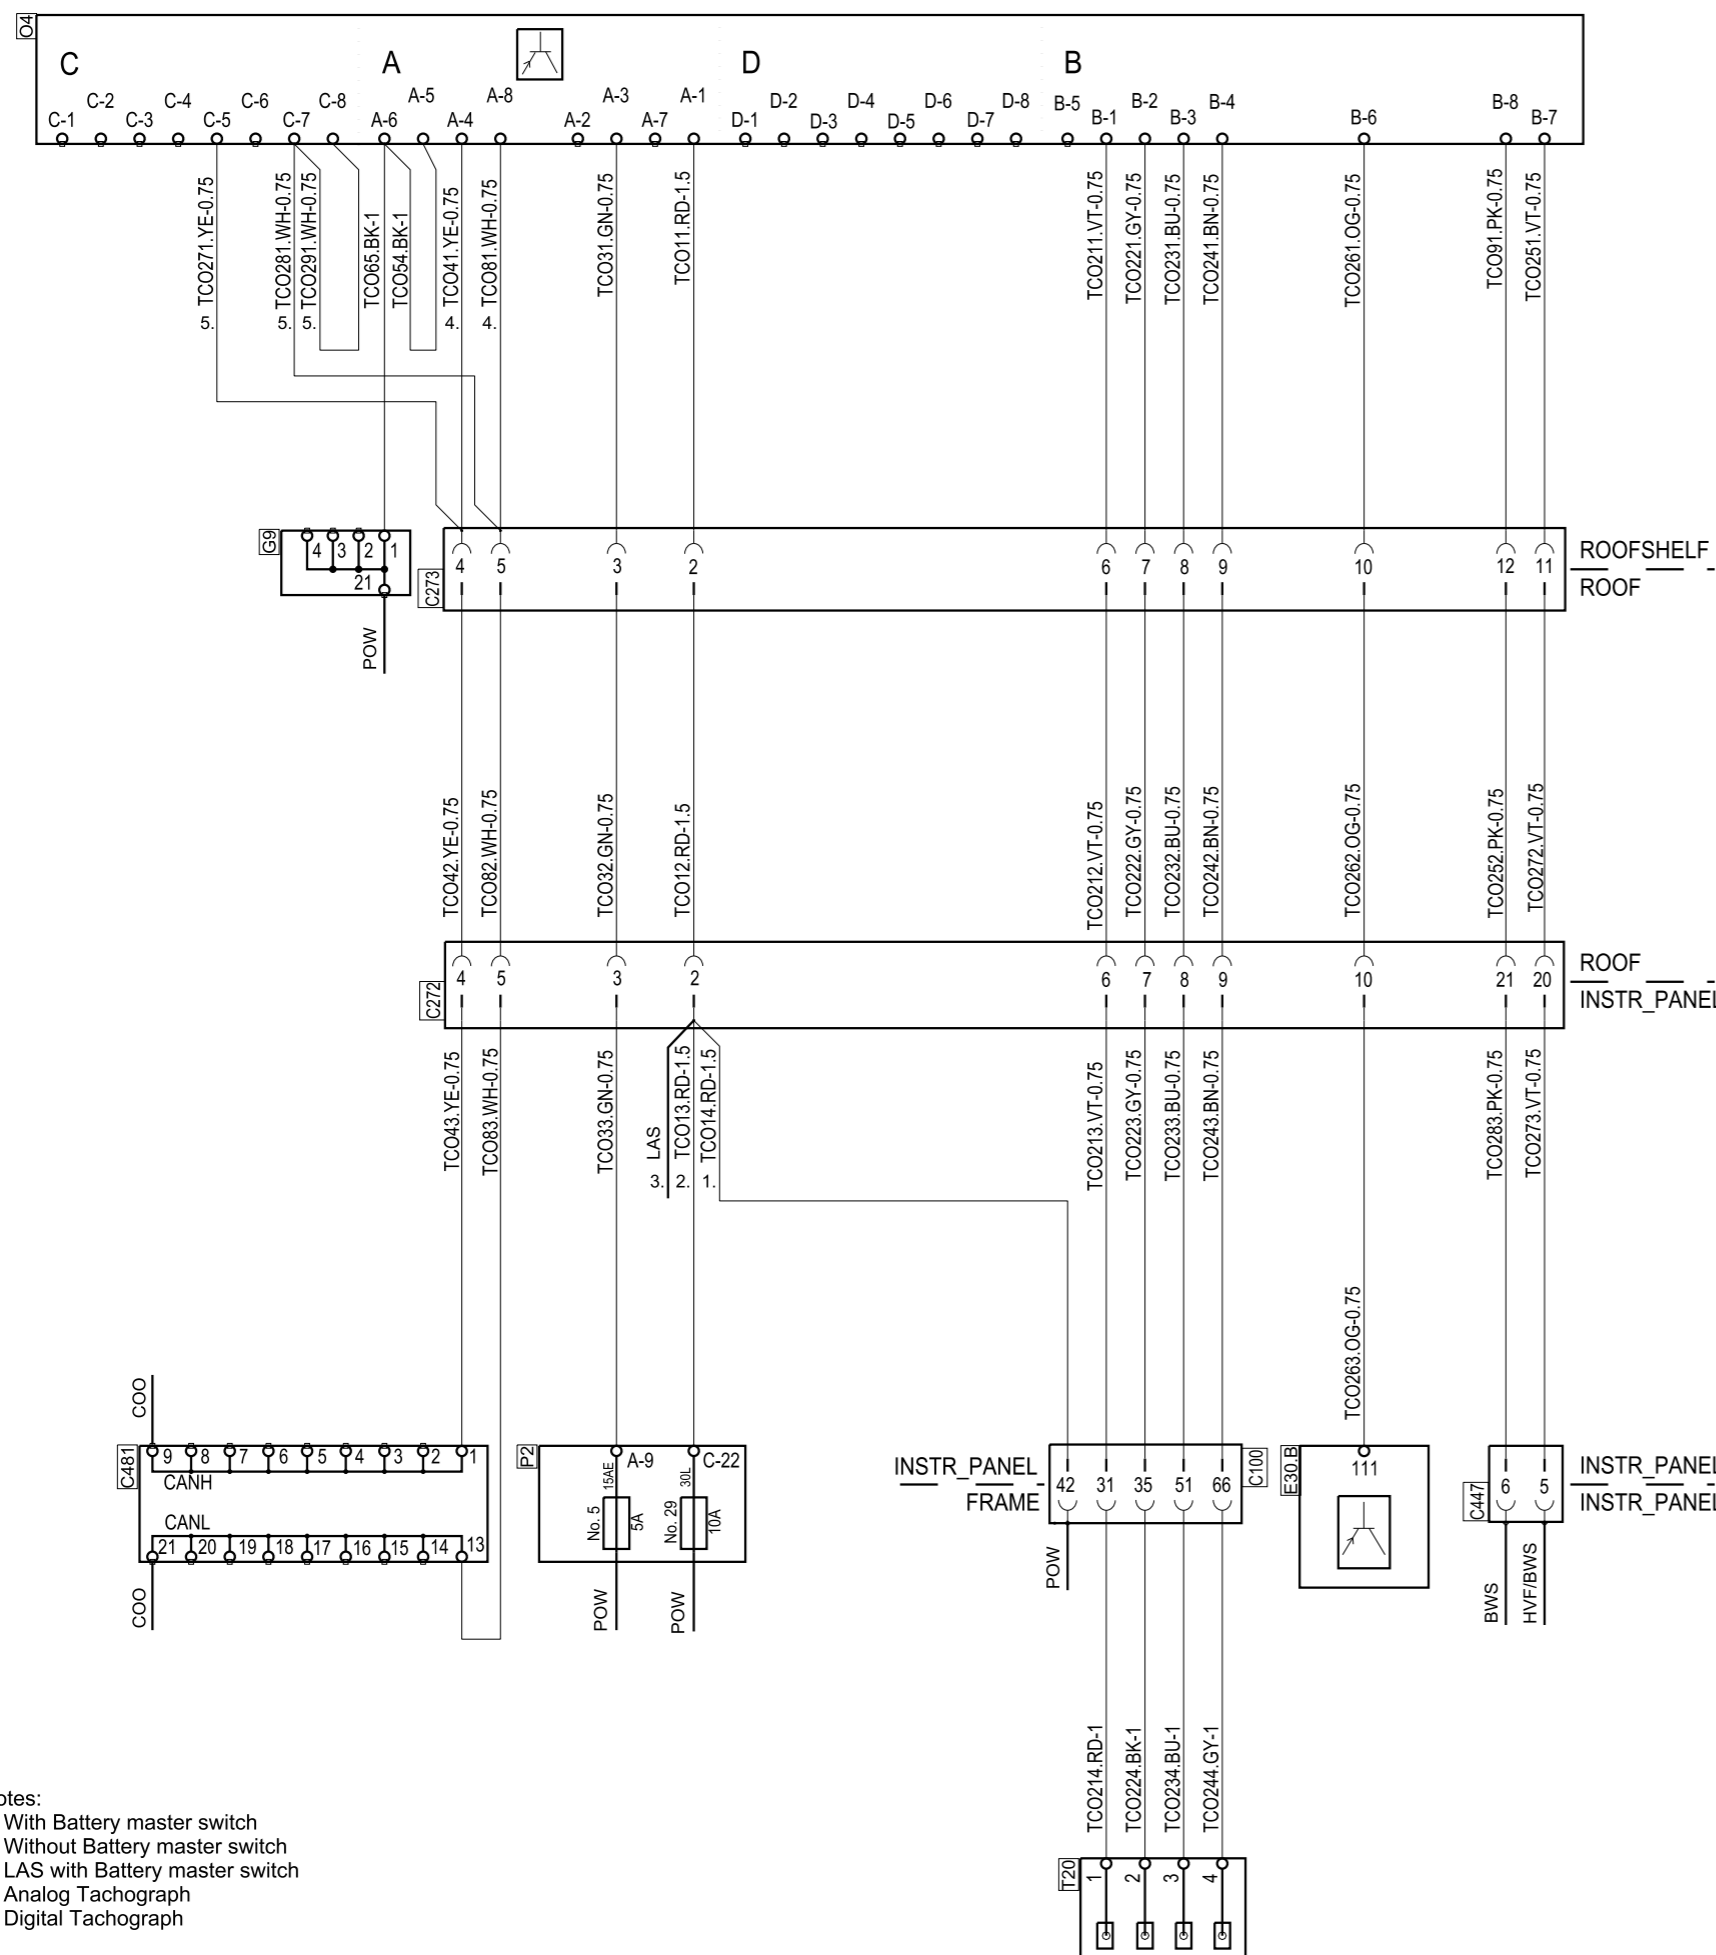 O4
C
A
D
B
C-1
C-2
C-3
C-4
C-5
C-6
C-7
C-8
A-6
A-5
A-4
A-8
A-2
A-3
A-7
A-1
D-1
D-2
D-3
D-4
D-5
D-6
D-7
D-8
B-5
B-1
B-2
B-3
B-4
B-6
B-8
B-7
5. TCO271.YE-0.75
5. TCO281.WH-0.75
5. TCO291.WH-0.75
TCO65.BK-1
TCO54.BK-1
4. TCO41.YE-0.75
4. TCO81.WH-0.75
TCO31.GN-0.75
TCO11.RD-1.5
TCO211.VT-0.75
TCO221.GY-0.75
TCO231.BU-0.75
TCO241.BN-0.75
TCO261.OG-0.75
TCO91.PK-0.75
TCO251.VT-0.75
G9
4 3 2 1
21
POW
C273
4 5 3 2 6 7 8 9 10 12 11
ROOFSHELF
ROOF
TCO42.YE-0.75
TCO82.WH-0.75
TCO32.GN-0.75
TCO12.RD-1.5
TCO212.VT-0.75
TCO222.GY-0.75
TCO232.BU-0.75
TCO242.BN-0.75
TCO262.OG-0.75
TCO252.PK-0.75
TCO272.VT-0.75
C272
4 5 3 2 6 7 8 9 10 21 20
ROOF
INSTR_PANEL
TCO43.YE-0.75
TCO83.WH-0.75
TCO33.GN-0.75
3. LAS
2. TCO13.RD-1.5
1. TCO14.RD-1.5
TCO213.VT-0.75
TCO223.GY-0.75
TCO233.BU-0.75
TCO243.BN-0.75
TCO263.OG-0.75
TCO283.PK-0.75
TCO273.VT-0.75
COO
C481
9 8 7 6 5 4 3 2 1
CANH
CANL
21 20 19 18 17 16 15 14 13
COO
P2
A-9
C-22
15AE
30L
No. 5
5A
No. 29
10A
POW
POW
INSTR_PANEL
FRAME
42 31 35 51 66
C100
POW
E30.B
111
C447
6 5
INSTR_PANEL
INSTR_PANEL
BWS
HVF/BWS
TCO214.RD-1
TCO224.BK-1
TCO234.BU-1
TCO244.GY-1
T20
1 2 3 4
otes:
With Battery master switch
Without Battery master switch
LAS with Battery master switch
Analog Tachograph
Digital Tachograph